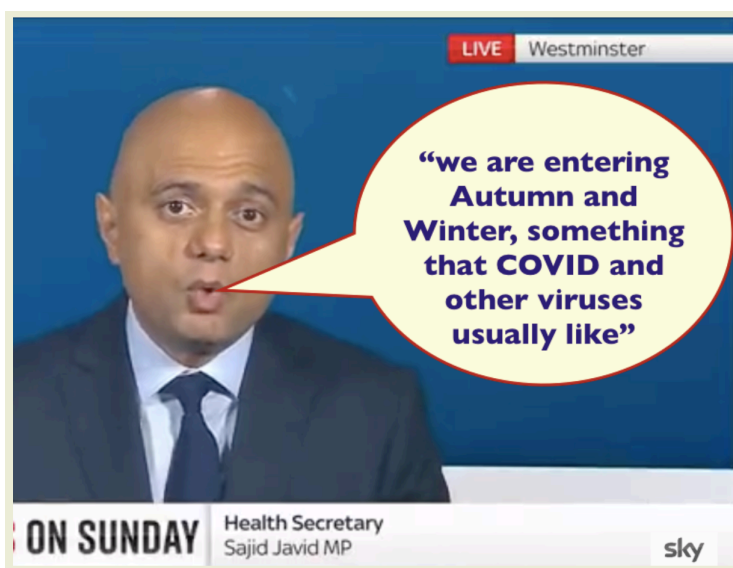 LIVE Westminster
“we are entering
Autumn and
Winter, something
that COVID and
other viruses
usually like”
ON SUNDAY
Health Secretary
Sajid Javid MP
sky